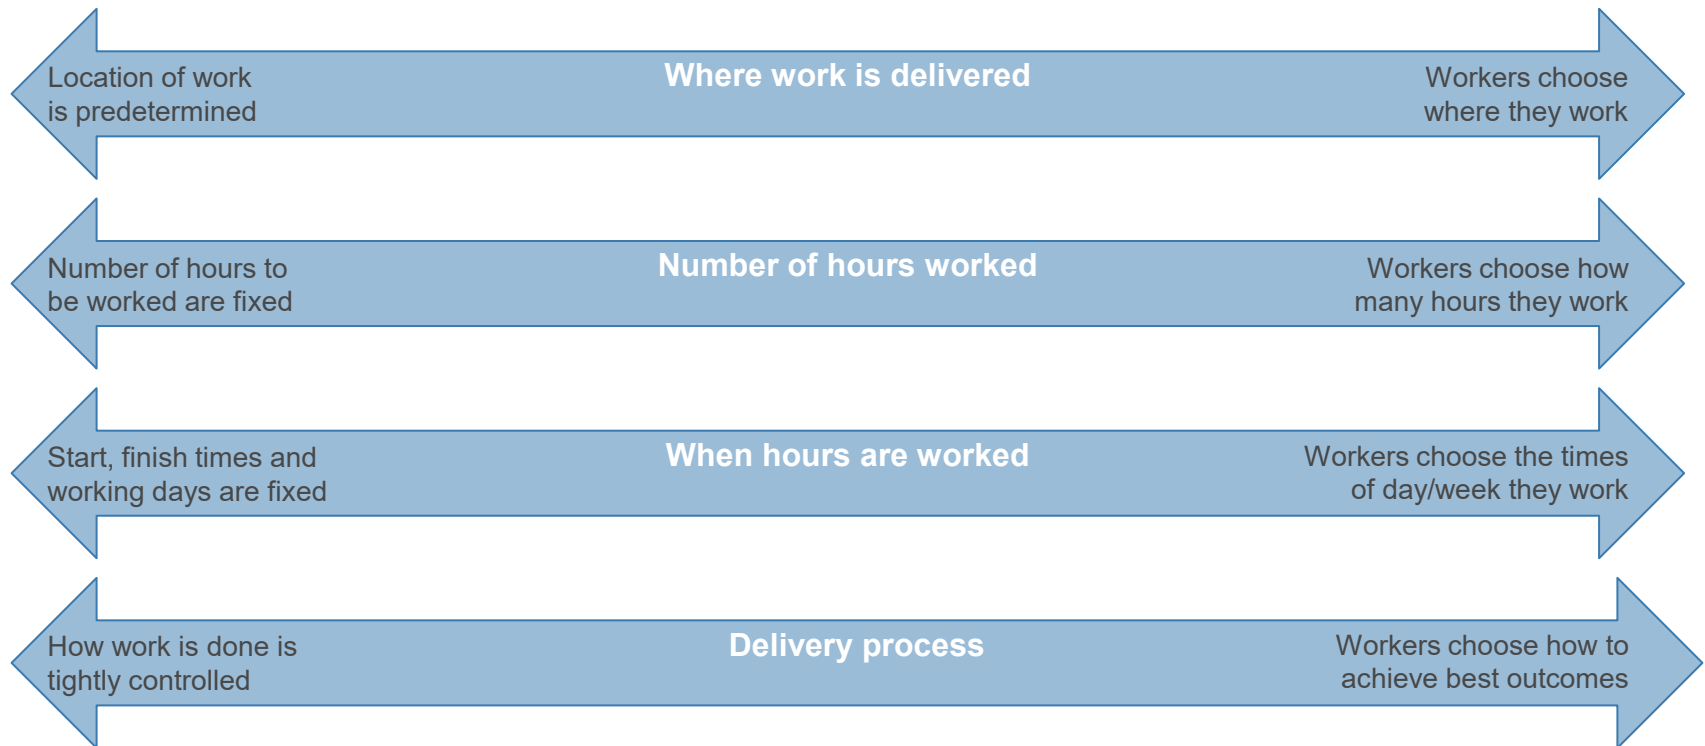 Where work is delivered
Location of work
is predetermined
Workers choose
where they work
Number of hours worked
Number of hours to
be worked are fixed
Workers choose how
many hours they work
When hours are worked
Start, finish times and
working days are fixed
Workers choose the times
of day/week they work
Delivery process
How work is done is
tightly controlled
Workers choose how to
achieve best outcomes